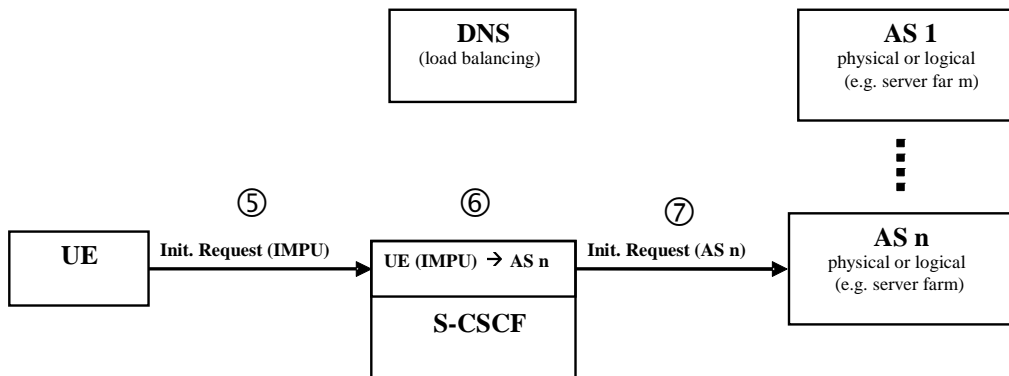 DNS
(load balancing)
AS 1
physical or logical
(e.g. server far m)
⑤
⑥
⑦
UE
Init. Request (IMPU)
UE (IMPU) → AS n
Init. Request (AS n)
AS n
physical or logical
(e.g. server farm)
S-CSCF